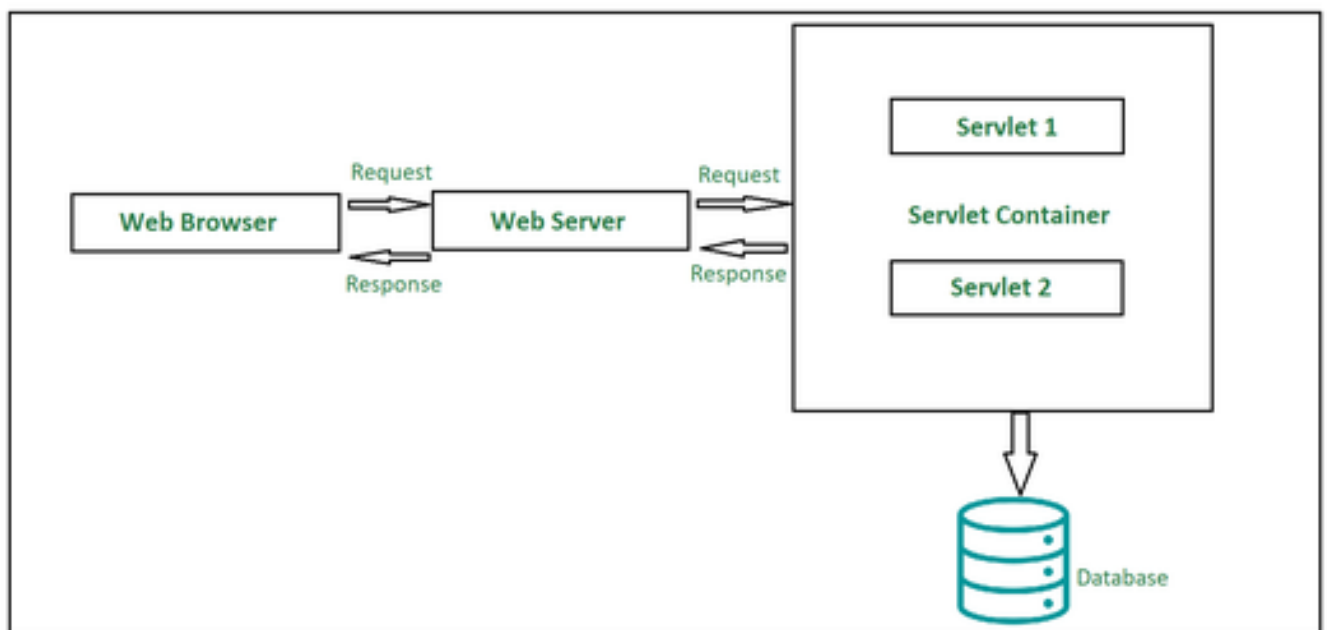 Servlet 1
Request
Request
Web Browser
Web Server
Servlet Container
Response
Response
Servlet 2
Database